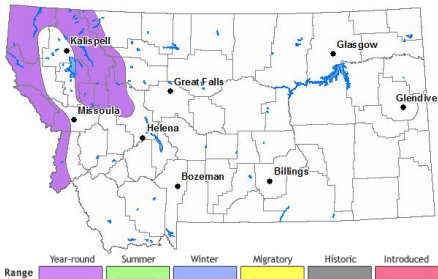 Kalispell
Glasgow
Great Falls
Glendive
Missoula
Helena
Bozeman
Billings
Year-round Summer Winter Migratory Historic Introduced
Range